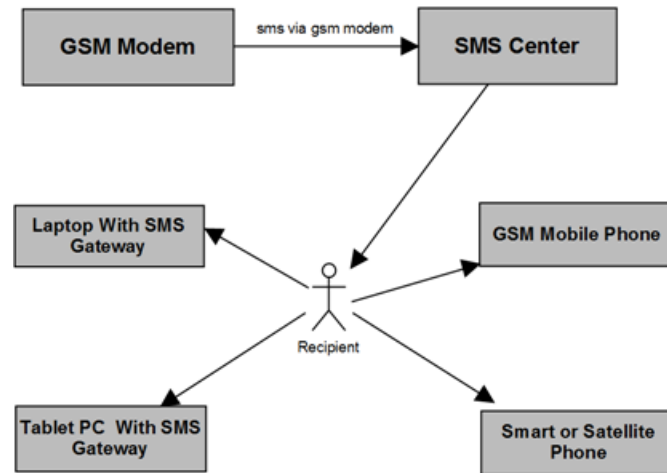 GSM Modem
sms via gsm modem
SMS Center
Laptop With SMS
Gateway
GSM Mobile Phone
Recipient
Tablet PC  With SMS
Gateway
Smart or Satellite
Phone